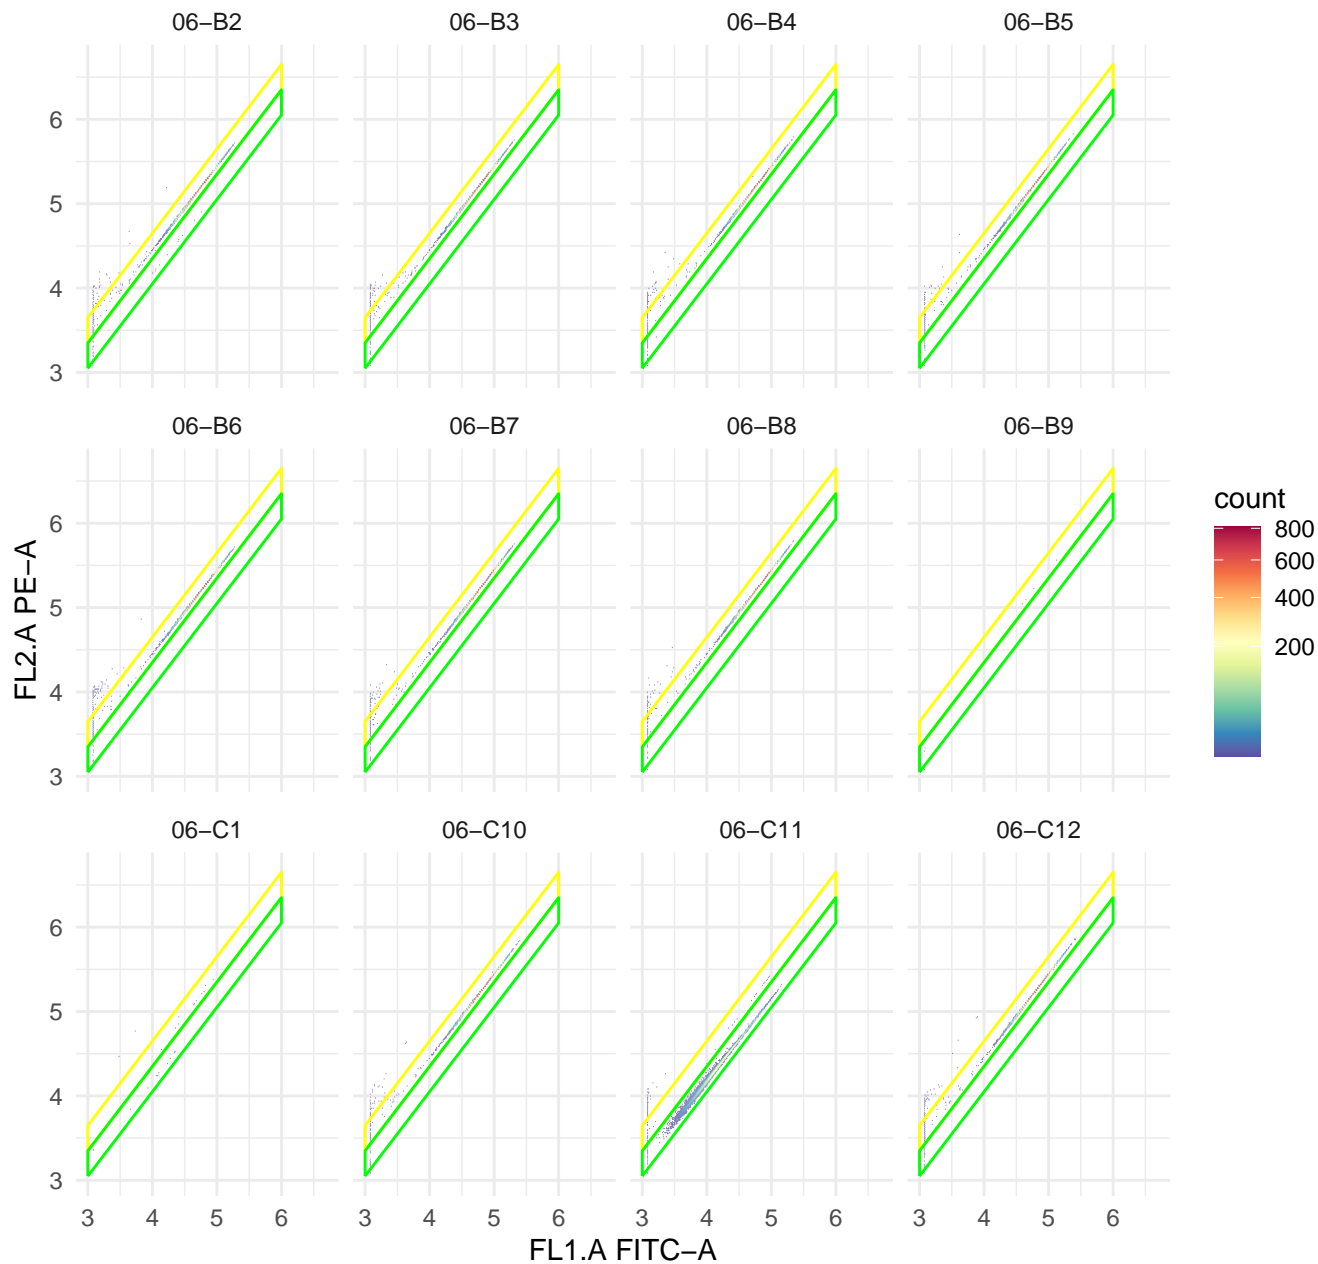 06−B2 06−B3 06−B4 06−B5
6
5
4
3
06−B6 06−B7 06−B8 06−B9
6
5
4
3
06−C1 06−C10 06−C11 06−C12
6
5
4
3
3 4 5 6 3 4 5 6 3 4 5 6 3 4 5 6
FL1.A FITC−A
FL2.A PE−A
count
800
600
400
200